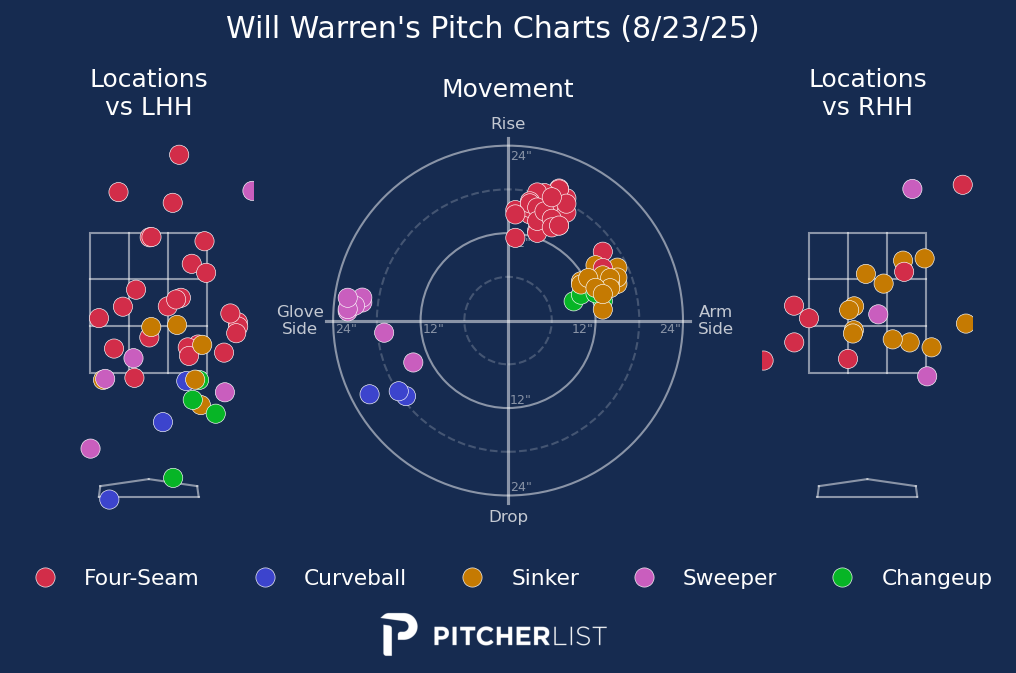 Will Warren's Pitch Charts (8/23/25)
Locations
vs LHH
Movement
Locations
vs RHH
Rise
24"
Glove
Side
24"
12"
12"
24"
Arm
Side
12"
24"
Drop
Four-Seam
Curveball
Sinker
Sweeper
Changeup
PITCHERLIST